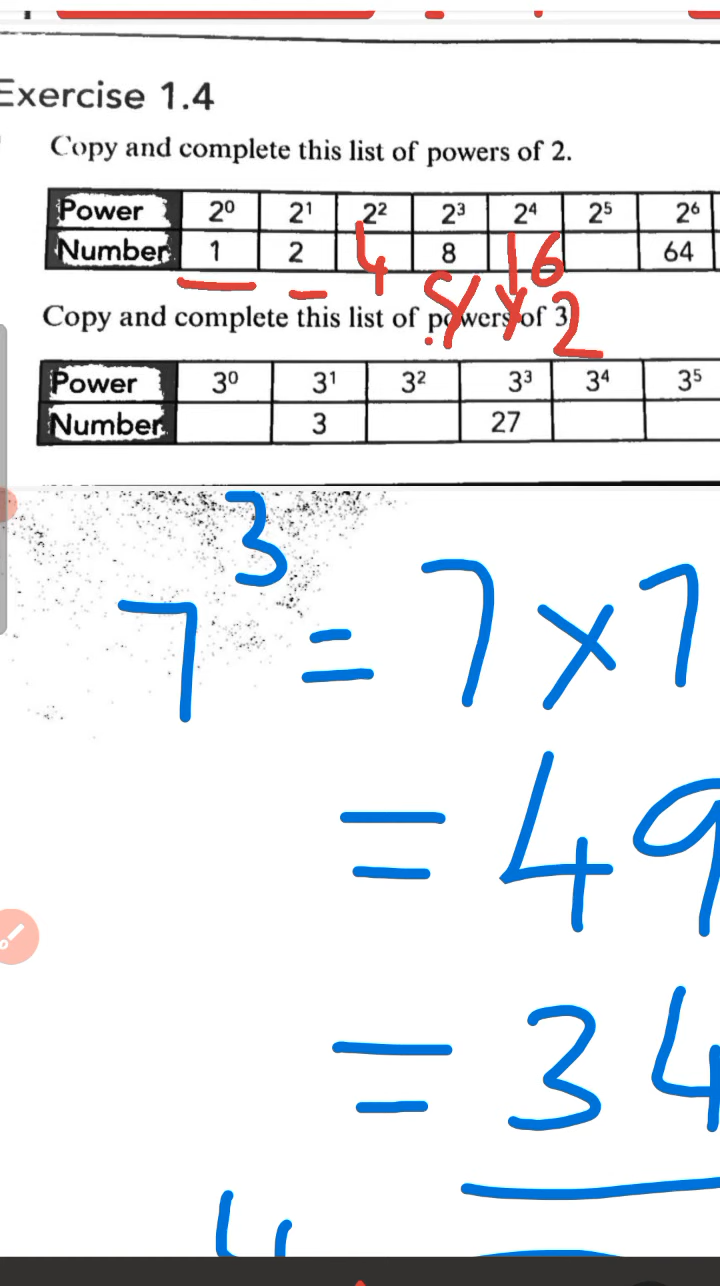 Exercise 1.4
Copy and complete this list of powers of 2.
Power 2⁰ 2¹ 2² 2³ 2⁴ 2⁵ 2⁶
Number 1 2 4 8 16 64
8 × 2
Copy and complete this list of powers of 3
Power 3⁰ 3¹ 3² 3³ 3⁴ 3⁵
Number 3 27
7³ = 7 × 7
= 49
= 34